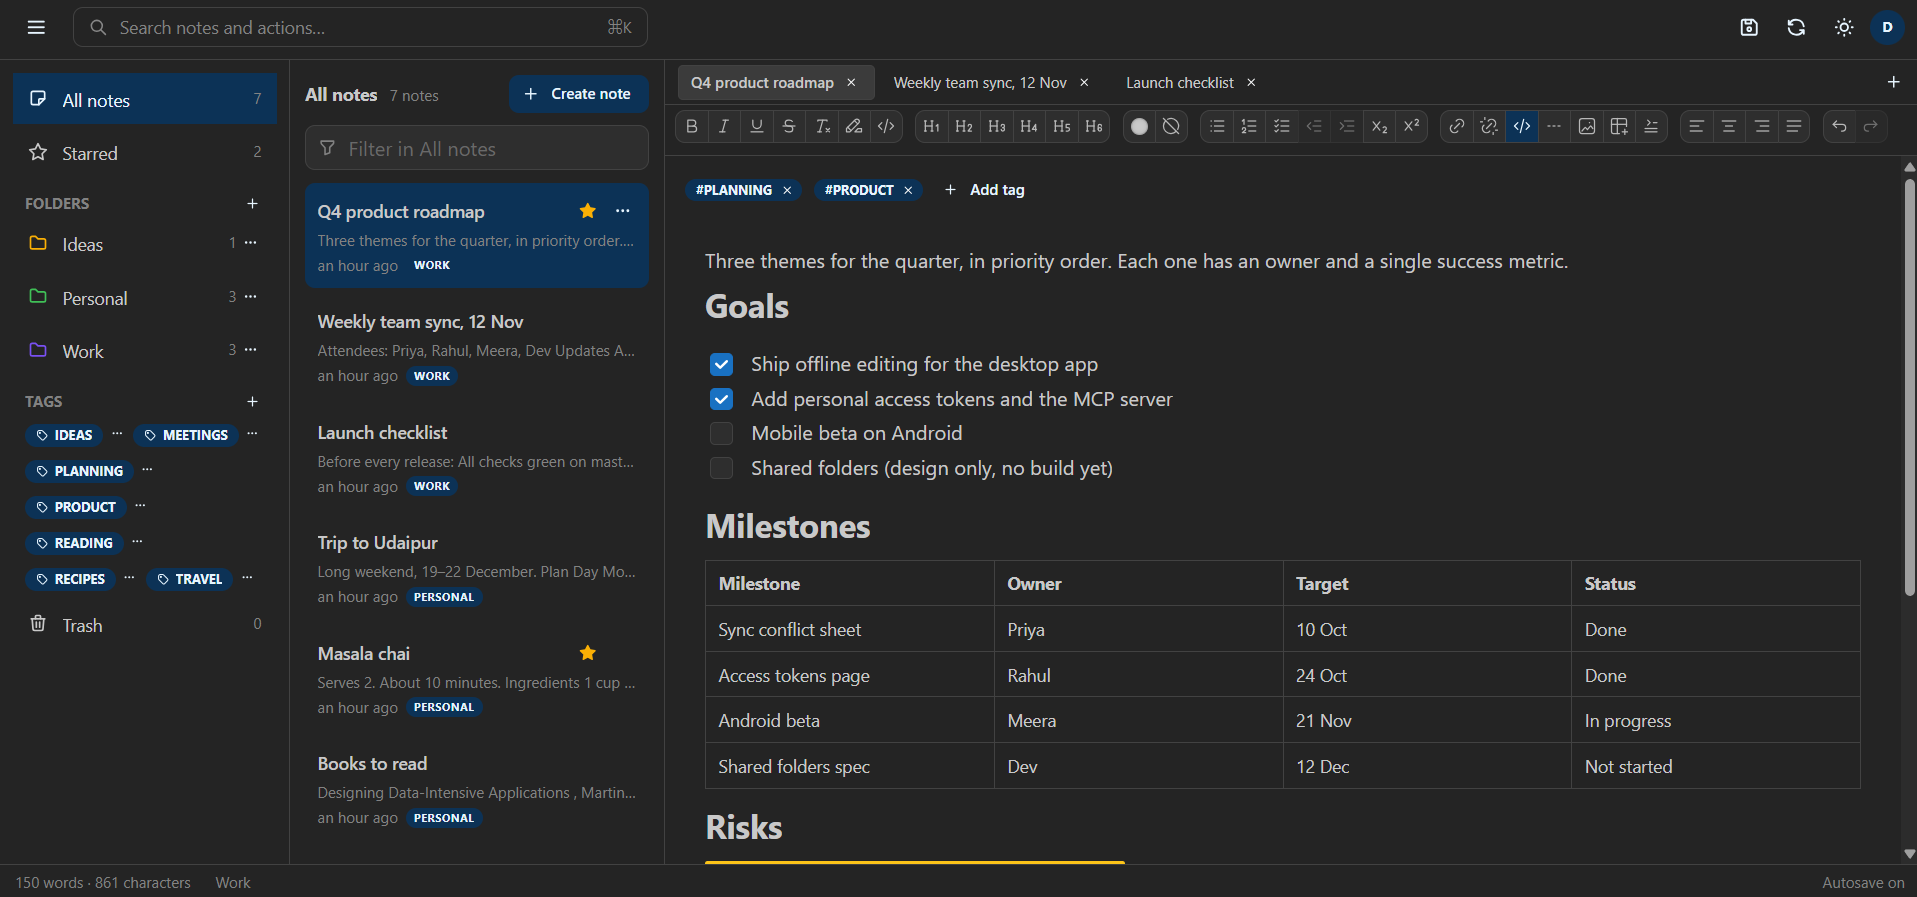 Search notes and actions... ⌘K
D
All notes 7
Starred 2
FOLDERS
Ideas 1
Personal 3
Work 3
TAGS
IDEAS MEETINGS
PLANNING
PRODUCT
READING
RECIPES TRAVEL
Trash 0
All notes 7 notes
Create note
Filter in All notes
Q4 product roadmap
Three themes for the quarter, in priority order....
an hour ago WORK
Weekly team sync, 12 Nov
Attendees: Priya, Rahul, Meera, Dev Updates A...
an hour ago WORK
Launch checklist
Before every release: All checks green on mast...
an hour ago WORK
Trip to Udaipur
Long weekend, 19–22 December. Plan Day Mo...
an hour ago PERSONAL
Masala chai
Serves 2. About 10 minutes. Ingredients 1 cup ...
an hour ago PERSONAL
Books to read
Designing Data-Intensive Applications , Martin...
an hour ago PERSONAL
Q4 product roadmap Weekly team sync, 12 Nov Launch checklist
B I U S Tx H1 H2 H3 H4 H5 H6 x2 x2
#PLANNING #PRODUCT Add tag
Three themes for the quarter, in priority order. Each one has an owner and a single success metric.
Goals
Ship offline editing for the desktop app
Add personal access tokens and the MCP server
Mobile beta on Android
Shared folders (design only, no build yet)
Milestones
Milestone Owner Target Status
Sync conflict sheet Priya 10 Oct Done
Access tokens page Rahul 24 Oct Done
Android beta Meera 21 Nov In progress
Shared folders spec Dev 12 Dec Not started
Risks
150 words · 861 characters Work
Autosave on